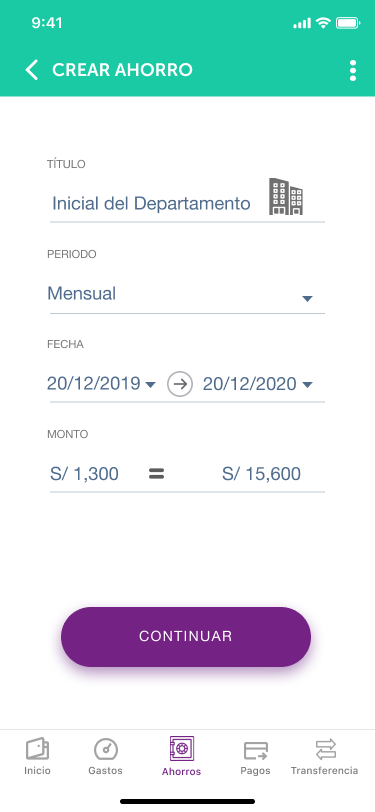 9:41
CREAR AHORRO
TÍTULO
Inicial del Departamento
PERIODO
Mensual
FECHA
20/12/2019 20/12/2020
MONTO
S/ 1,300 = S/ 15,600
CONTINUAR
Inicio Gastos Ahorros Pagos Transferencia